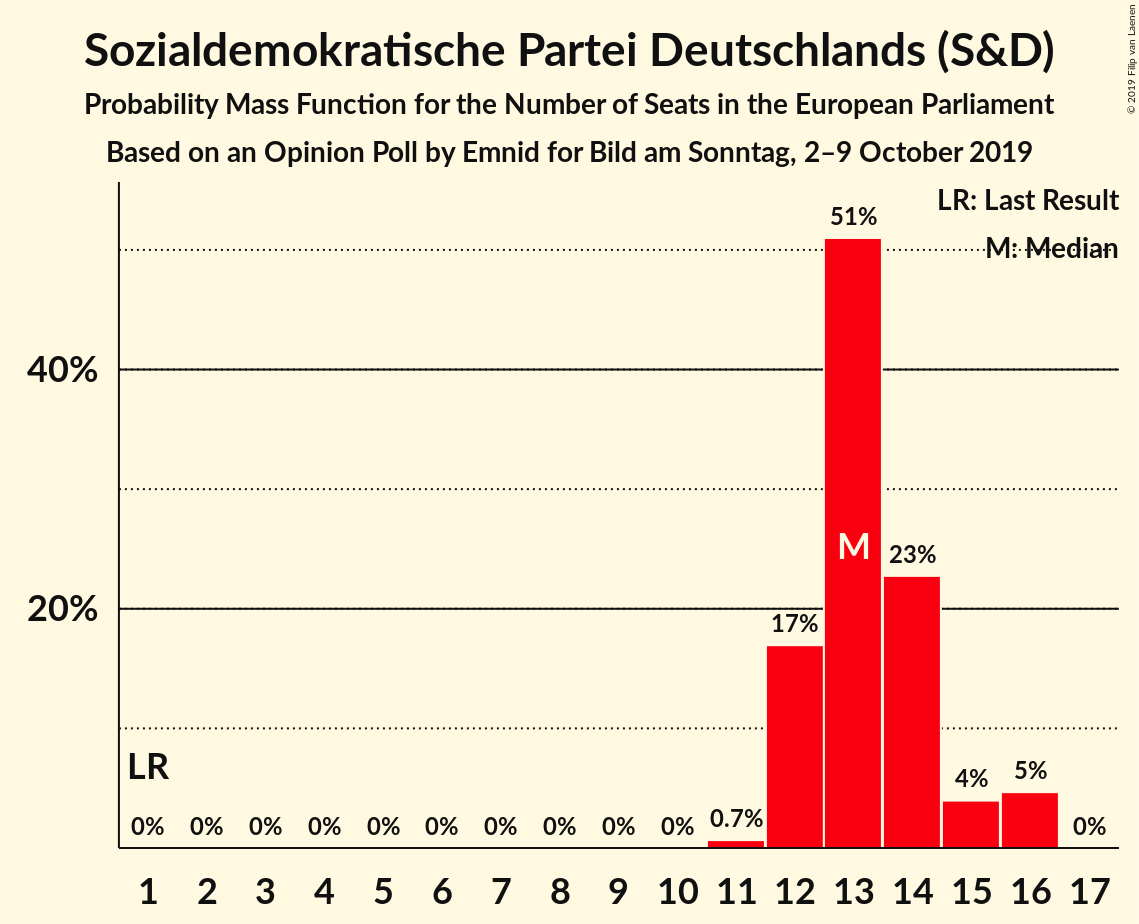 Sozialdemokratische Partei Deutschlands (S&D)
Probability Mass Function for the Number of Seats in the European Parliament
Based on an Opinion Poll by Emnid for Bild am Sonntag, 2–9 October 2019
© 2019 Filip van Laenen
LR: Last Result
M: Median
51%
40%
M
23%
20%
17%
LR
0% 0% 0% 0% 0% 0% 0% 0% 0% 0% 0.7% 4% 5% 0%
1 2 3 4 5 6 7 8 9 10 11 12 13 14 15 16 17